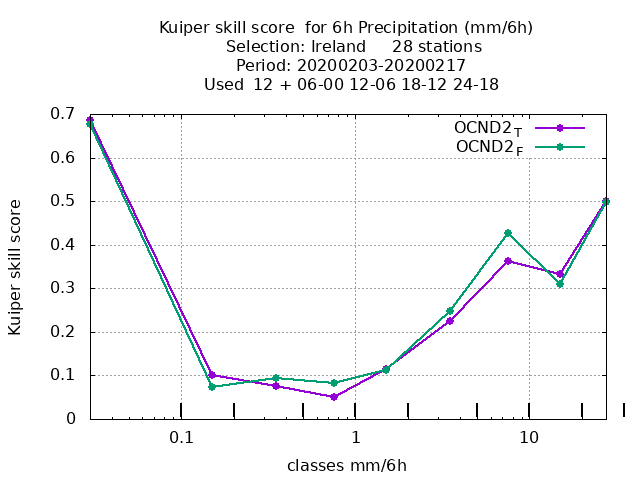 Kuiper skill score  for 6h Precipitation (mm/6h)
Selection: Ireland     28 stations
Period: 20200203-20200217
Used  12 + 06-00 12-06 18-12 24-18
OCND2T
OCND2F
Kuiper skill score
0.7
0.6
0.5
0.4
0.3
0.2
0.1
0
0.1 1 10
classes mm/6h